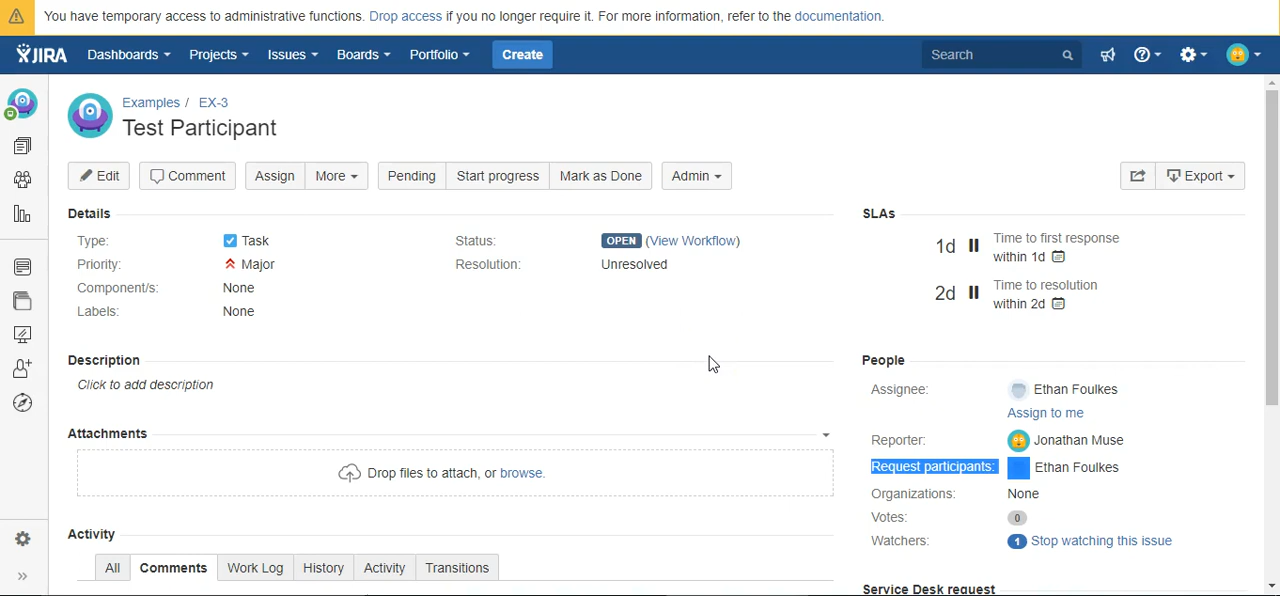 You have temporary access to administrative functions. Drop access if you no longer require it. For more information, refer to the documentation.
JIRA Dashboards Projects Issues Boards Portfolio Create Search
Examples / EX-3
Test Participant
Edit Comment Assign More Pending Start progress Mark as Done Admin Export
Details
Type: Task
Priority: Major
Component/s: None
Labels: None
Status: OPEN (View Workflow)
Resolution: Unresolved
SLAs
1d Time to first response
within 1d
2d Time to resolution
within 2d
Description
Click to add description
Attachments
Drop files to attach, or browse.
Activity
All Comments Work Log History Activity Transitions
People
Assignee: Ethan Foulkes
Assign to me
Reporter: Jonathan Muse
Request participants: Ethan Foulkes
Organizations: None
Votes: 0
Watchers: 1 Stop watching this issue
Service Desk request